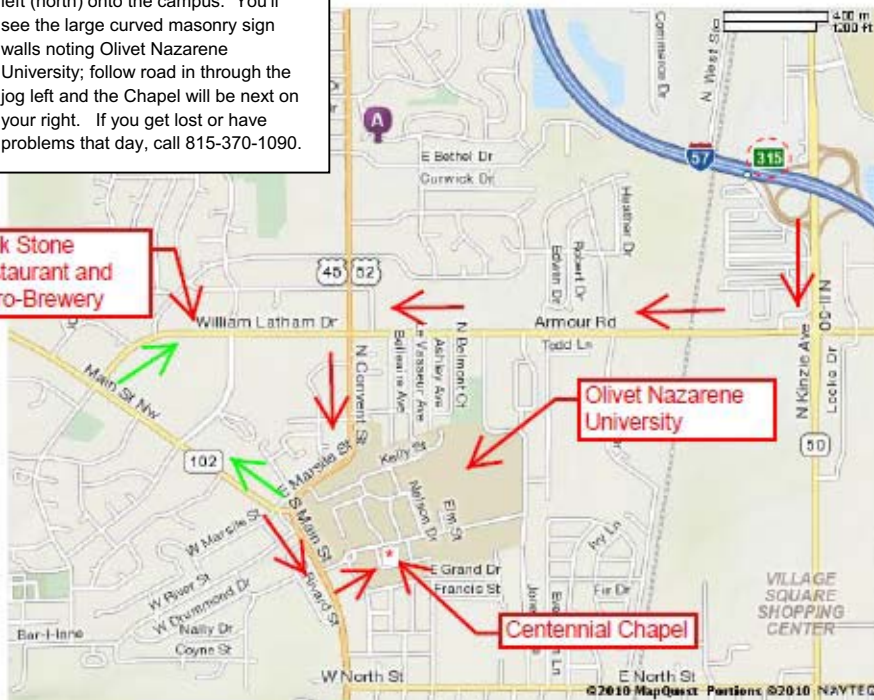 left (north) onto the campus. You'll
see the large curved masonry sign
walls noting Olivet Nazarene
University; follow road in through the
jog left and the Chapel will be next on
your right. If you get lost or have
problems that day, call 815-370-1090.
400 m
1200 ft
Commerce Dr
A
57
315
E Bethel Dr
Curwick Dr
Heather Dr
Robert Dr
Edwin Dr
k Stone
staurant and
ro-Brewery
45
52
William Latham Dr
Armour Rd
Todd Ln
N Belmont Ct
Ashley Ave
Le Vasseur Ave
Belleaire Ave
N Convent St
N Kinzie Ave
Locke Dr
50
Main St Nw
Olivet Nazarene
University
102
E Marsile St
Kelly St
S Main St
Nelson Dr
Elm St
W Marsile St
Ivy Ln
E Grand Dr
Francis St
Rivard St
W River St
W Drummond Dr
Nally Dr
Coyne St
Fir Dr
VILLAGE
SQUARE
SHOPPING
CENTER
Bar-I-lane
Centennial Chapel
W North St
E North St
©2010 MapQuest Portions ©2010 NAVTEQ